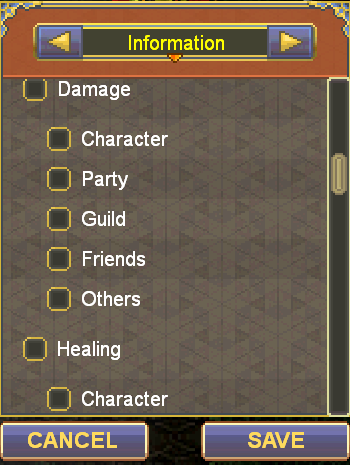 Information
Damage
Character
Party
Guild
Friends
Others
Healing
Character
CANCEL
SAVE